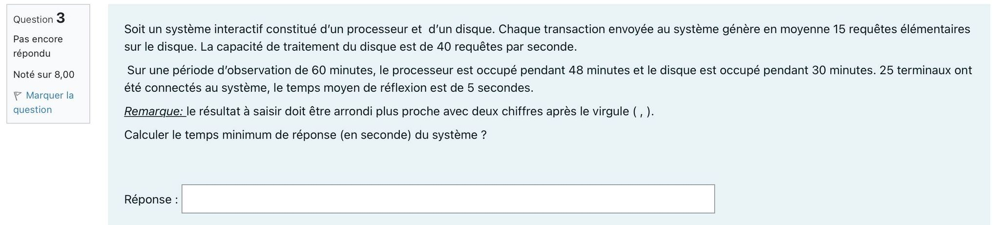 Question 3
Pas encore
répondu
Noté sur 8,00
Marquer la
question
Soit un système interactif constitué d’un processeur et  d’un disque. Chaque transaction envoyée au système génère en moyenne 15 requêtes élémentaires
sur le disque. La capacité de traitement du disque est de 40 requêtes par seconde.
Sur une période d’observation de 60 minutes, le processeur est occupé pendant 48 minutes et le disque est occupé pendant 30 minutes. 25 terminaux ont
été connectés au système, le temps moyen de réflexion est de 5 secondes.
Remarque: le résultat à saisir doit être arrondi plus proche avec deux chiffres après le virgule ( , ).
Calculer le temps minimum de réponse (en seconde) du système ?
Réponse :